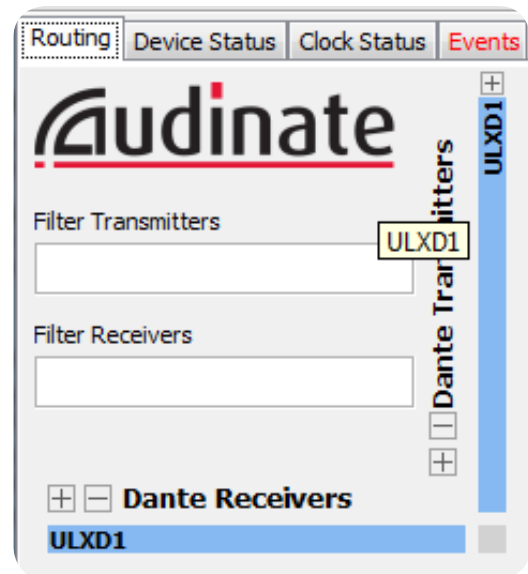 Routing Device Status Clock Status Events
Audinate
ULXD1
Filter Transmitters
ULXD1
Dante Transmitters
Filter Receivers
Dante Receivers
ULXD1